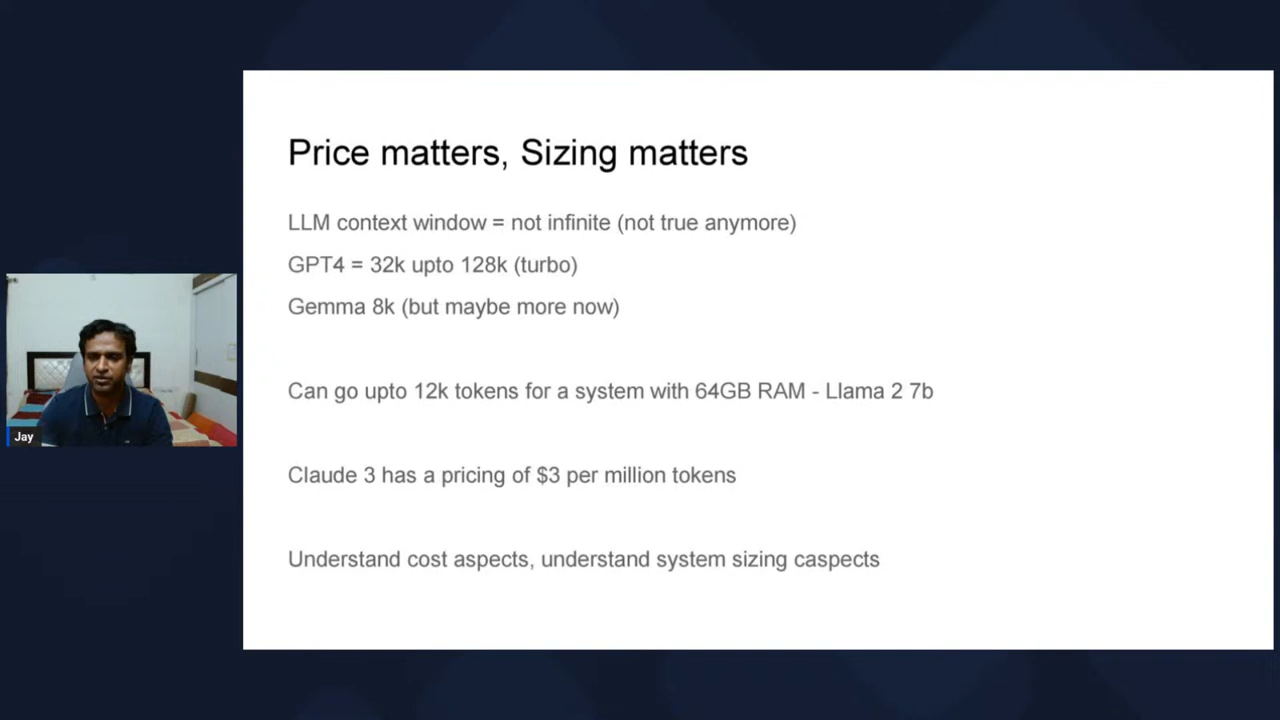 Price matters, Sizing matters
LLM context window = not infinite (not true anymore)
GPT4 = 32k upto 128k (turbo)
Gemma 8k (but maybe more now)
Can go upto 12k tokens for a system with 64GB RAM - Llama 2 7b
Claude 3 has a pricing of $3 per million tokens
Understand cost aspects, understand system sizing caspects
Jay